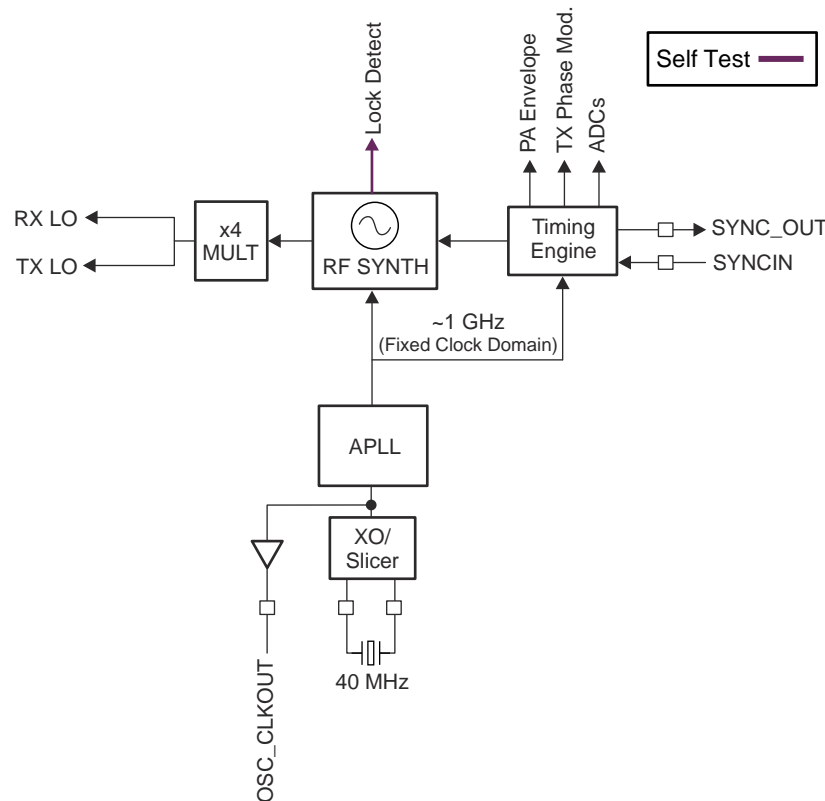 Lock Detect
PA Envelope
TX Phase Mod.
ADCs
Self Test
RX LO
TX LO
x4
MULT
RF SYNTH
Timing
Engine
SYNC_OUT
SYNCIN
~1 GHz
(Fixed Clock Domain)
APLL
XO/
Slicer
40 MHz
OSC_CLKOUT